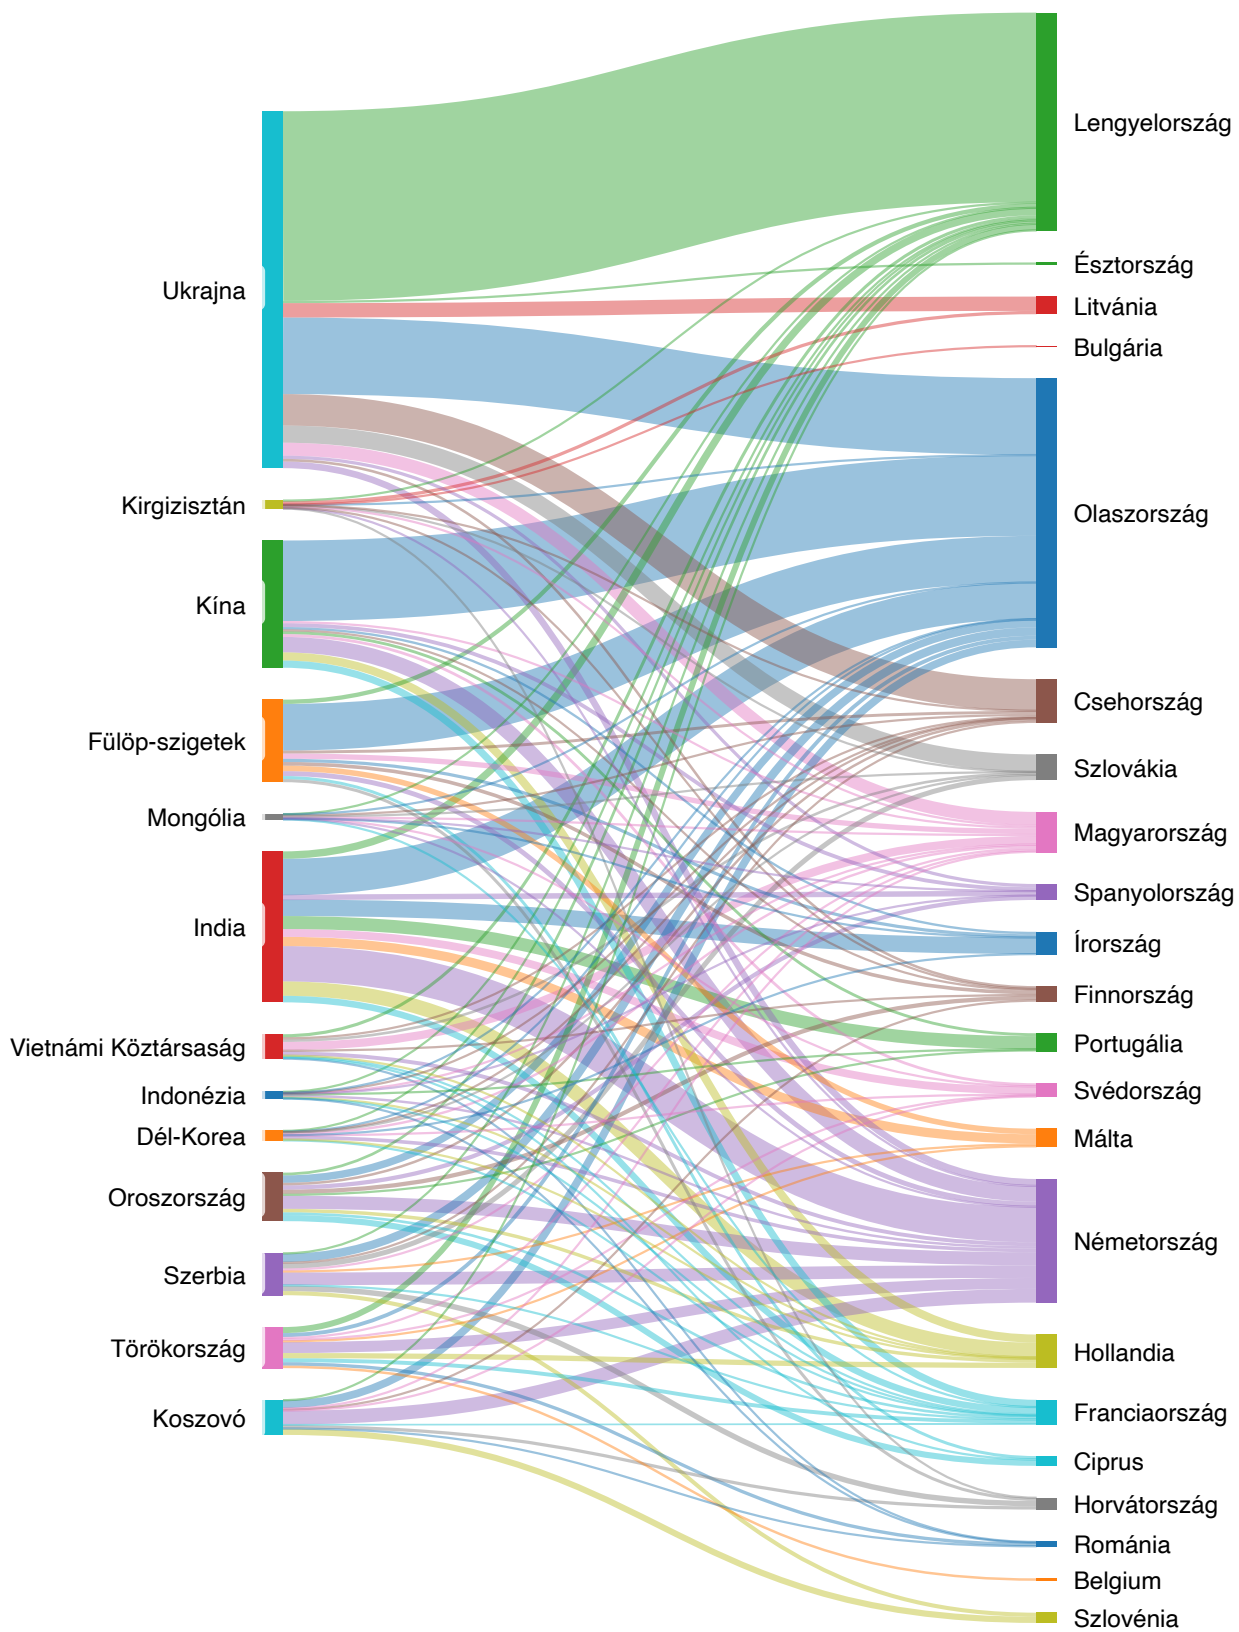 Ukrajna
Kirgizisztán
Kína
Fülöp-szigetek
Mongólia
India
Vietnámi Köztársaság
Indonézia
Dél-Korea
Oroszország
Szerbia
Törökország
Koszovó
Lengyelország
Észtország
Litvánia
Bulgária
Olaszország
Csehország
Szlovákia
Magyarország
Spanyolország
Írország
Finnország
Portugália
Svédország
Málta
Németország
Hollandia
Franciaország
Ciprus
Horvátország
Románia
Belgium
Szlovénia